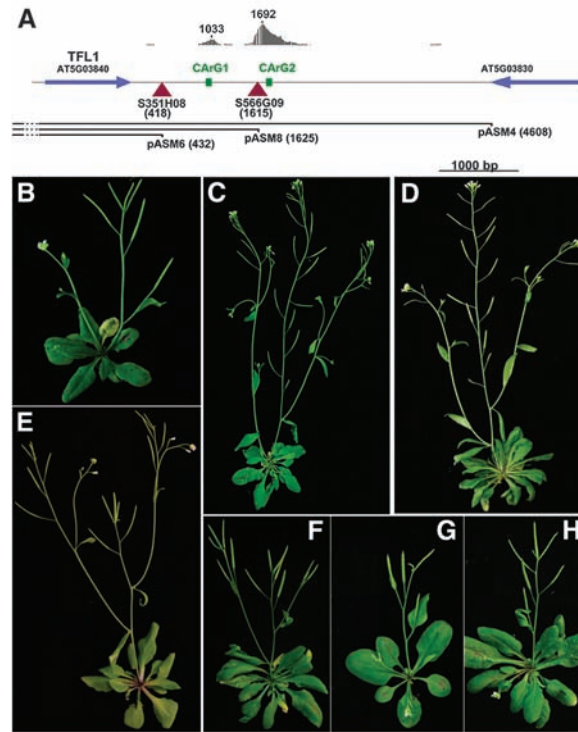 A
1033
1692
TFL1
AT5G03840
CArG1
CArG2
AT5G03830
S351H08
(418)
S566G09
(1615)
pASM6 (432)
pASM8 (1625)
pASM4 (4608)
1000 bp
B
C
D
E
F
G
H